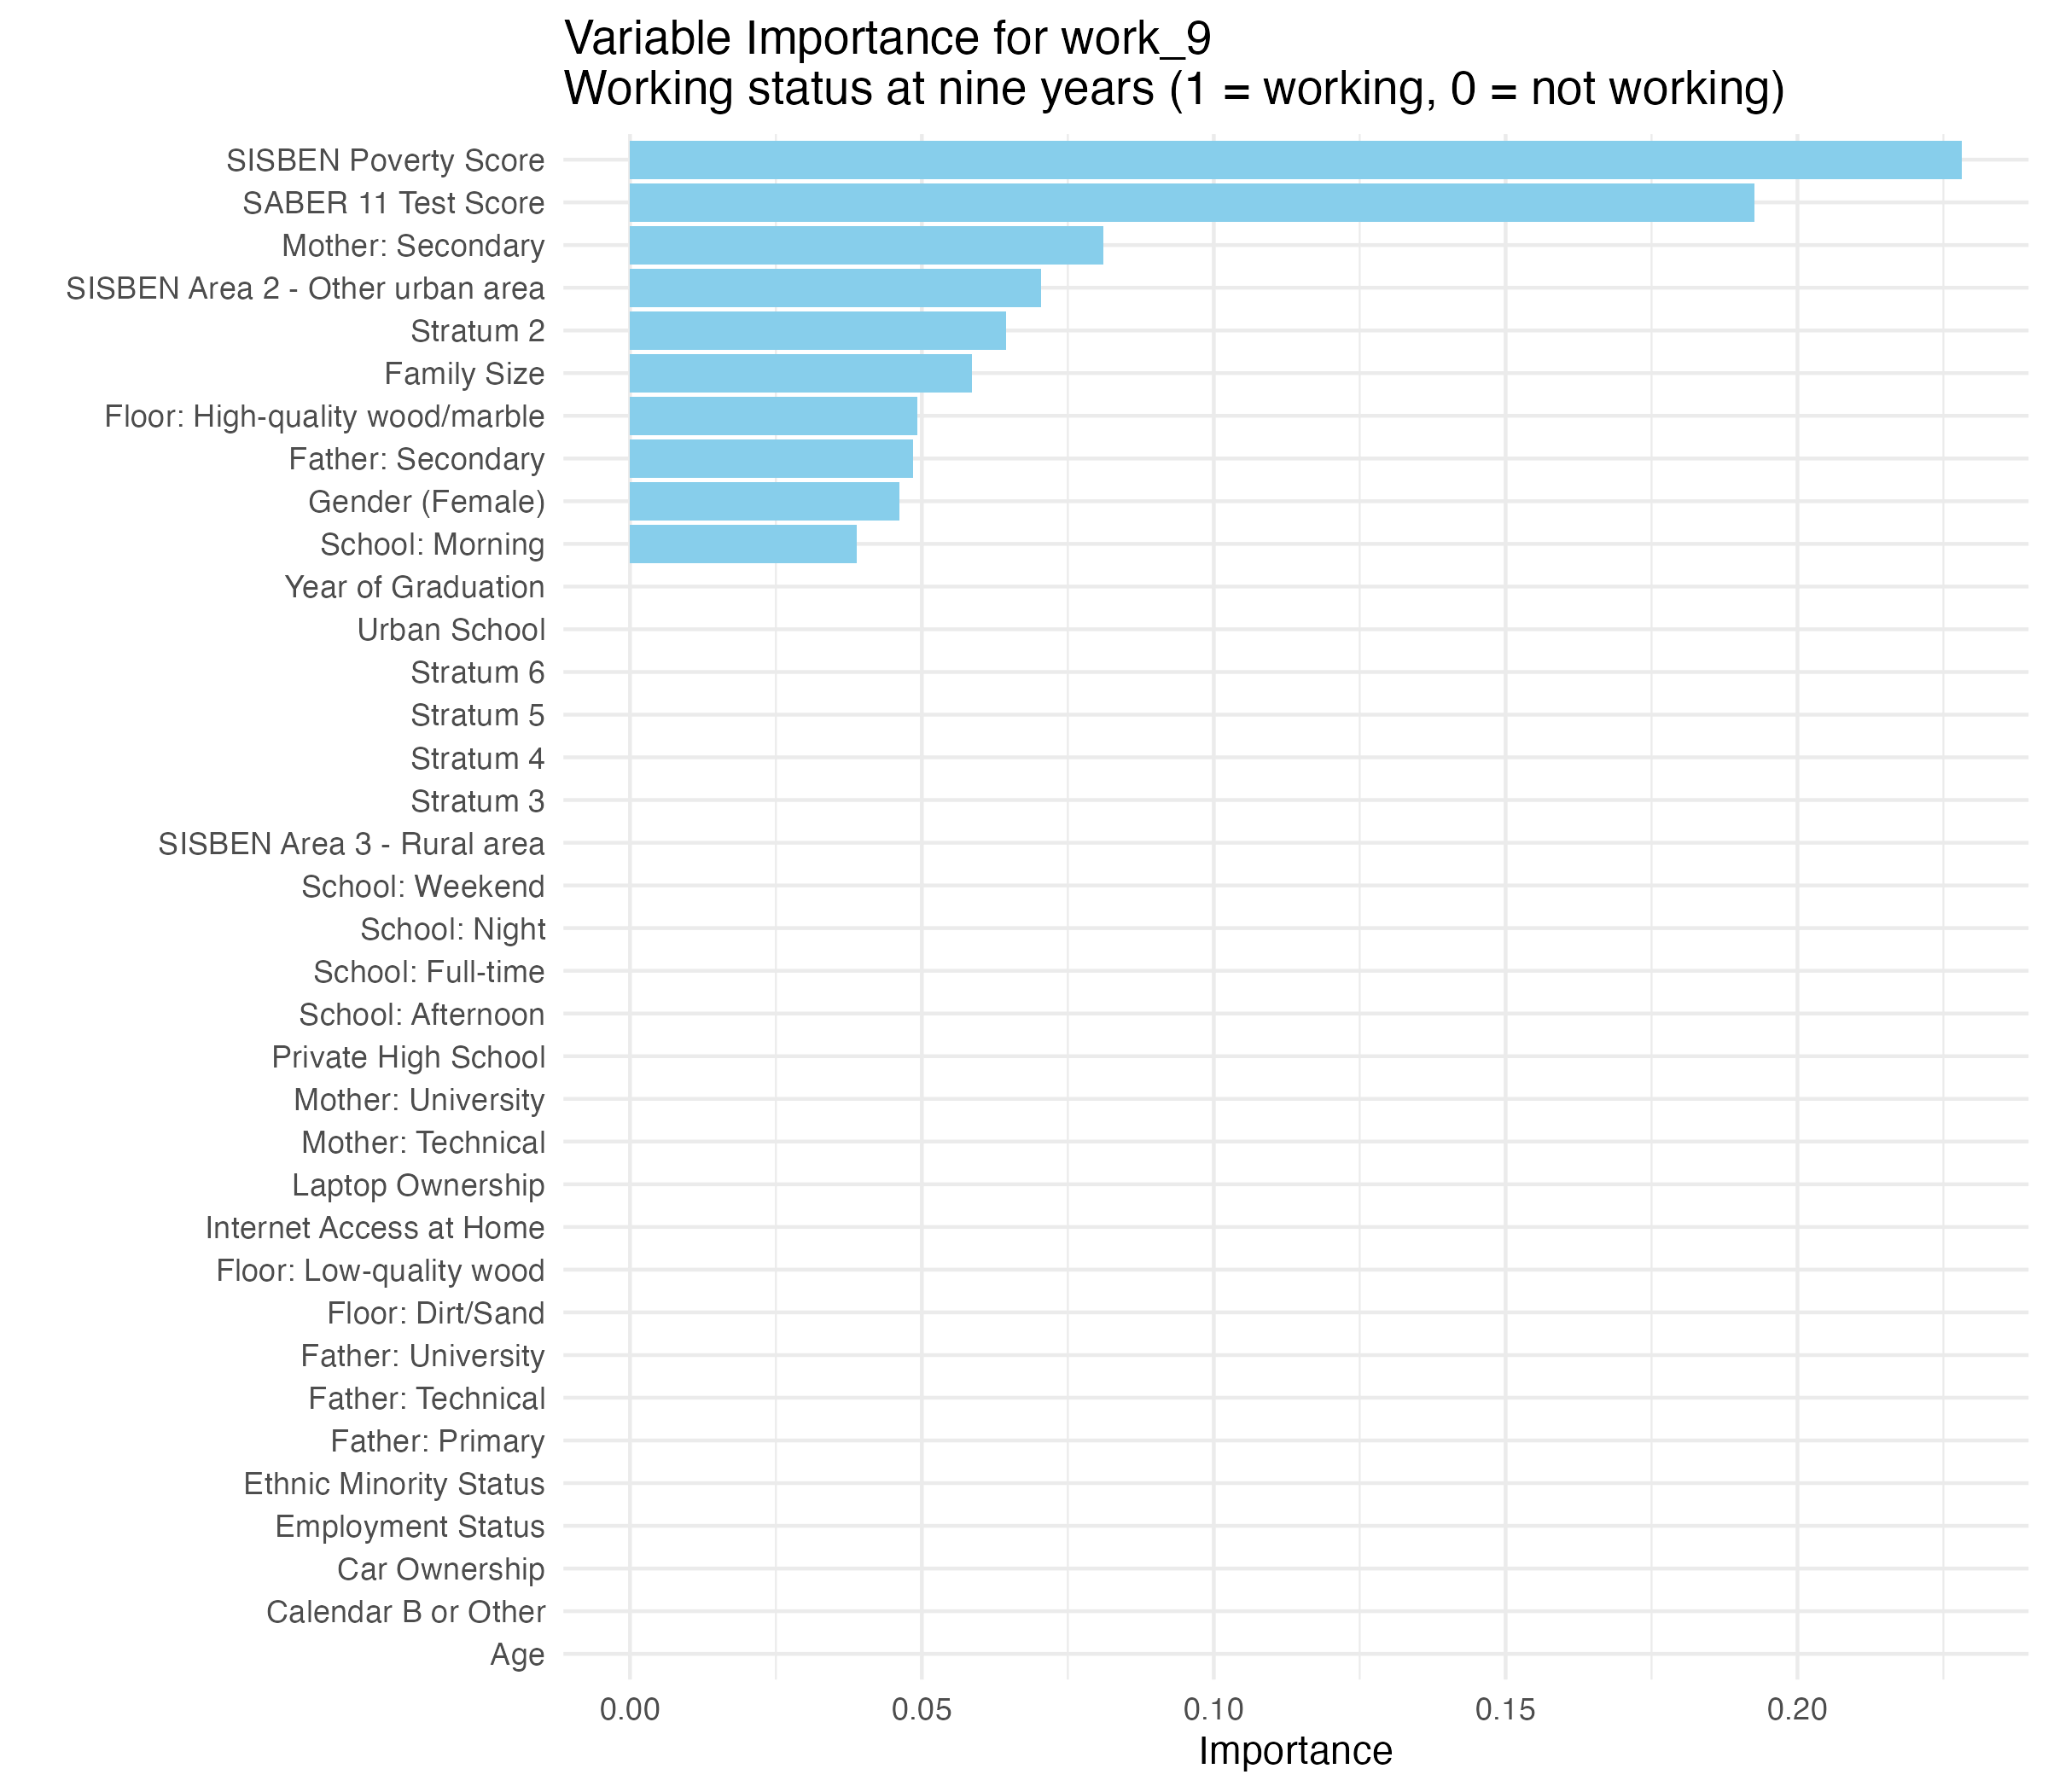 Variable Importance for work_9
Working status at nine years (1 = working, 0 = not working)
SISBEN Poverty Score
SABER 11 Test Score
Mother: Secondary
SISBEN Area 2 - Other urban area
Stratum 2
Family Size
Floor: High-quality wood/marble
Father: Secondary
Gender (Female)
School: Morning
Year of Graduation
Urban School
Stratum 6
Stratum 5
Stratum 4
Stratum 3
SISBEN Area 3 - Rural area
School: Weekend
School: Night
School: Full-time
School: Afternoon
Private High School
Mother: University
Mother: Technical
Laptop Ownership
Internet Access at Home
Floor: Low-quality wood
Floor: Dirt/Sand
Father: University
Father: Technical
Father: Primary
Ethnic Minority Status
Employment Status
Car Ownership
Calendar B or Other
Age
0.00 0.05 0.10 0.15 0.20
Importance